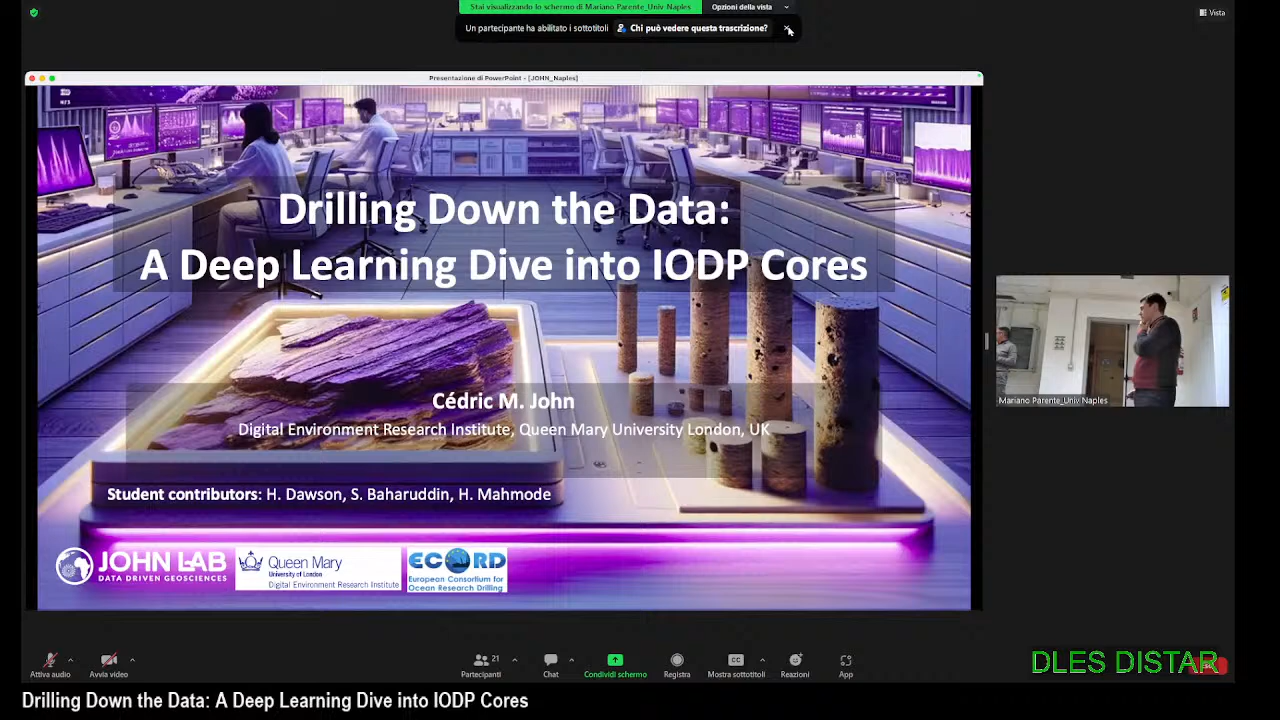 Stai visualizzando lo schermo di Mariano Parente_Univ Naples
Opzioni della vista
Vista
Un partecipante ha abilitato i sottotitoli
Chi può vedere questa trascrizione?
Presentazione di PowerPoint - [JOHN_Naples]
Drilling Down the Data:
A Deep Learning Dive into IODP Cores
Cédric M. John
Digital Environment Research Institute, Queen Mary University London, UK
Student contributors: H. Dawson, S. Baharuddin, H. Mahmode
JOHN LAB
DATA DRIVEN GEOSCIENCES
Queen Mary
University of London
Digital Environment Research Institute
ECORD
European Consortium for
Ocean Research Drilling
Mariano Parente_Univ Naples
Attiva audio
Avvia video
21
Partecipanti
Chat
Condividi schermo
Registra
Mostra sottotitoli
Reazioni
App
DLES DISTAR
Drilling Down the Data: A Deep Learning Dive into IODP Cores